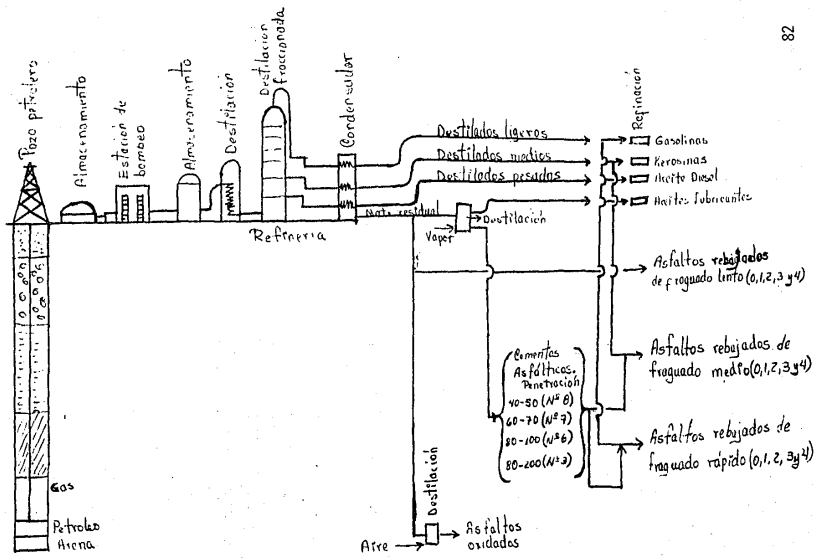 82
Pozo petrolero
Almacenamiento
Estacion de
bombeo
Almacenamiento
Destilación
Destilacion
fraccionada
Condensador
Refinación
Destilados ligeros
Destilados medios
Destilados pesados
Mat. residual
Refineria
Vapor
Destilación
Gasolinas
Kerosinas
Aceite Diesel
Aceites lubricantes
Asfaltos rebajados
de fraguado lento (0,1,2,3 y 4)
Cementos
Asfálticos.
Penetración
40-50 (Nº 8)
60-70 (Nº 7)
80-100 (Nº 6)
80-200 (Nº 3)
Asfaltos rebajados de
fraguado medio (0,1,2,3 y 4)
Asfaltos rebajados de
fraguado rápido (0,1,2,3 y 4)
Gas
Petroleo
Arena
Destilación
Aire
Asfaltos
oxidados